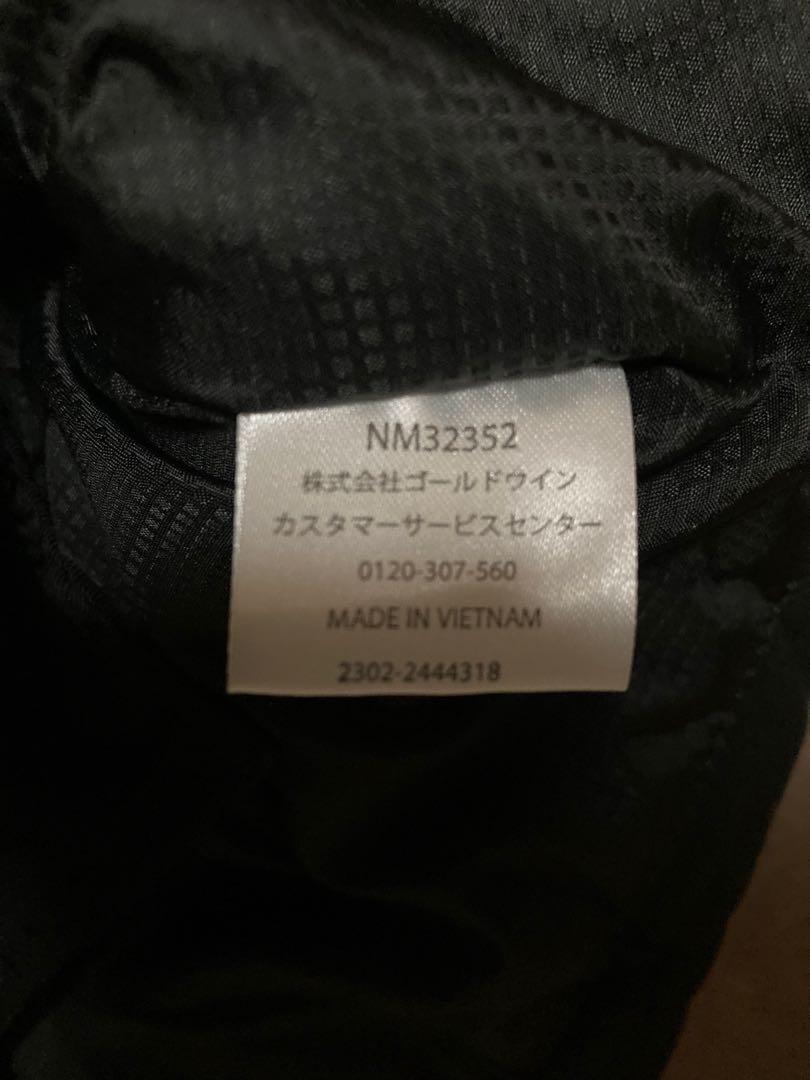 NM32352
株式会社ゴールドウイン
カスタマーサービスセンター
0120-307-560
MADE IN VIETNAM
2302-2444318